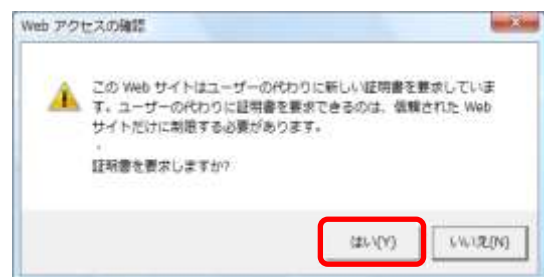 Web アクセスの確認
この Web サイトはユーザーの代わりに新しい証明書を要求していま
す。ユーザーの代わりに証明書を要求できるのは、信頼された Web
サイトだけに制限する必要があります。
.
証明書を要求しますか?
はい(Y)
いいえ(N)